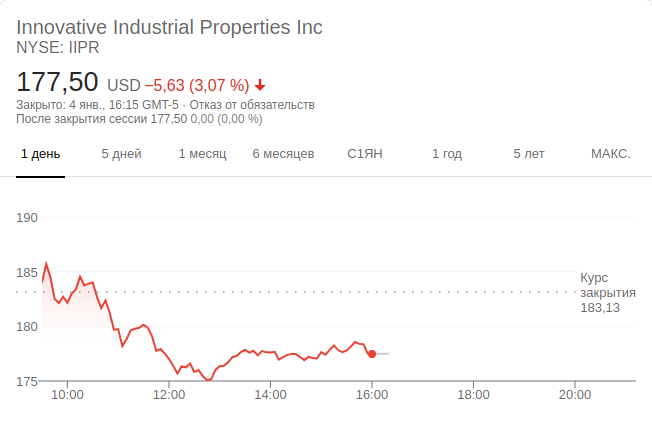 Innovative Industrial Properties Inc
NYSE: IIPR
177,50 USD −5,63 (3,07 %)
Закрыто: 4 янв., 16:15 GMT-5 · Отказ от обязательств
После закрытия сессии 177,50 0,00 (0,00 %)
1 день 5 дней 1 месяц 6 месяцев С1ЯН 1 год 5 лет МАКС.
190
185
180
175
Курс
закрытия
183,13
10:00 12:00 14:00 16:00 18:00 20:00